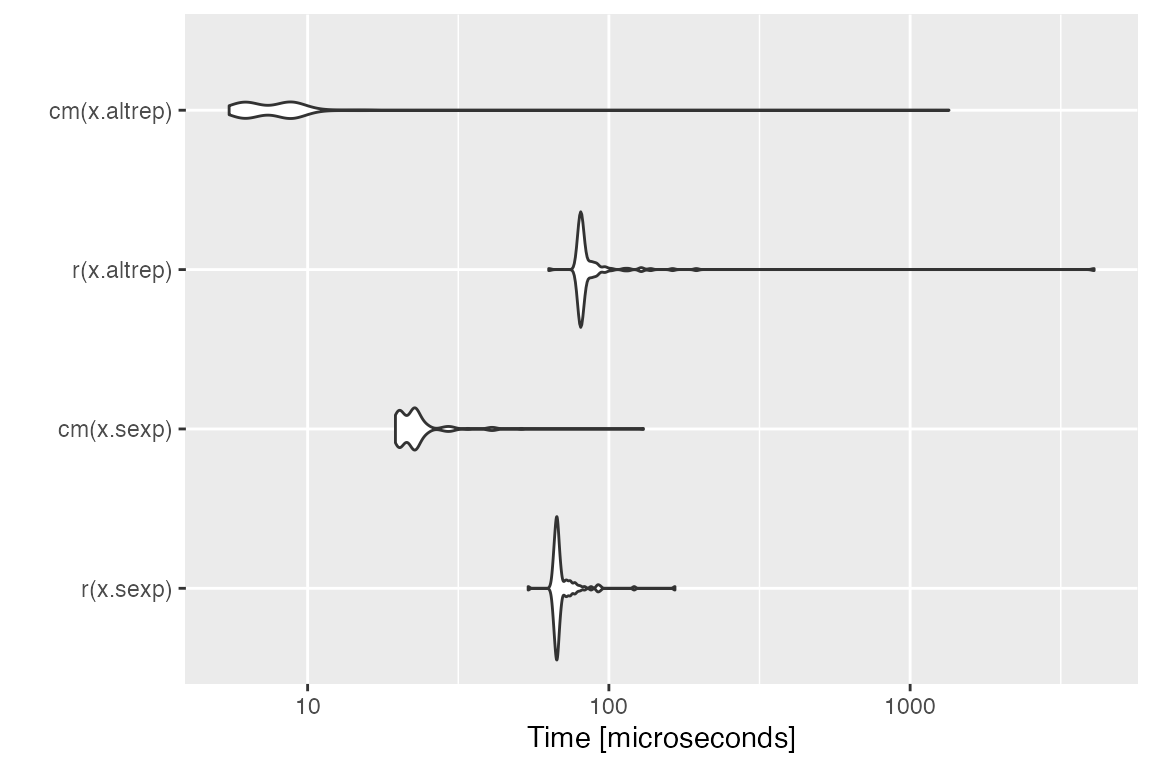 cm(x.altrep)
r(x.altrep)
cm(x.sexp)
r(x.sexp)
10 100 1000
Time [microseconds]